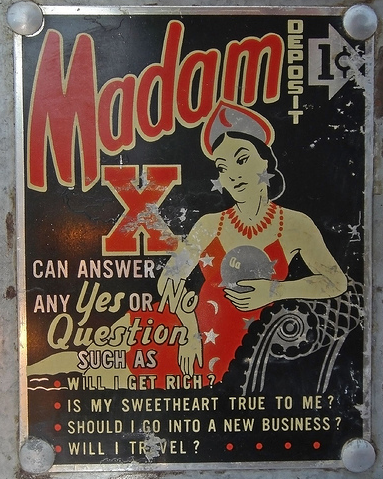 Madam
DEPOSIT
1¢
X
CAN ANSWER
ANY Yes OR No
Question
SUCH AS
• WILL I GET RICH?
• IS MY SWEETHEART TRUE TO ME?
• SHOULD I GO INTO A NEW BUSINESS?
• WILL I TRAVEL? • • • •